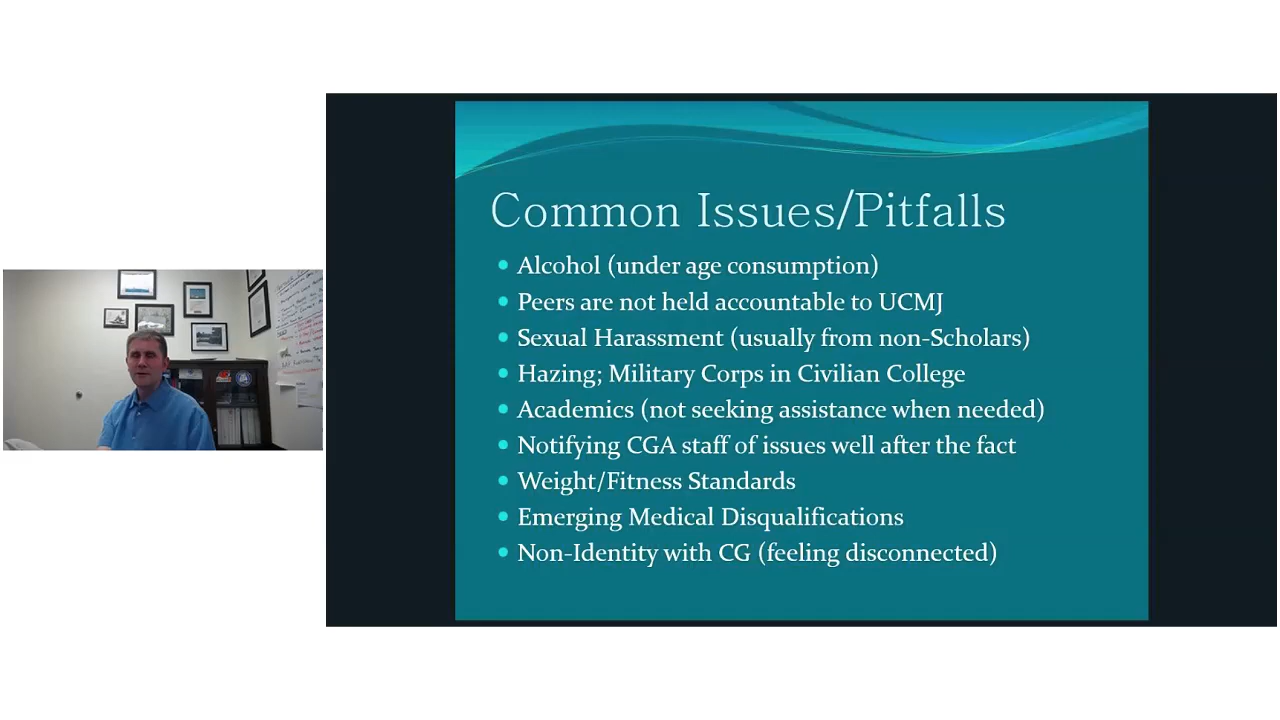 Common Issues/Pitfalls
Alcohol (under age consumption)
Peers are not held accountable to UCMJ
Sexual Harassment (usually from non-Scholars)
Hazing; Military Corps in Civilian College
Academics (not seeking assistance when needed)
Notifying CGA staff of issues well after the fact
Weight/Fitness Standards
Emerging Medical Disqualifications
Non-Identity with CG (feeling disconnected)